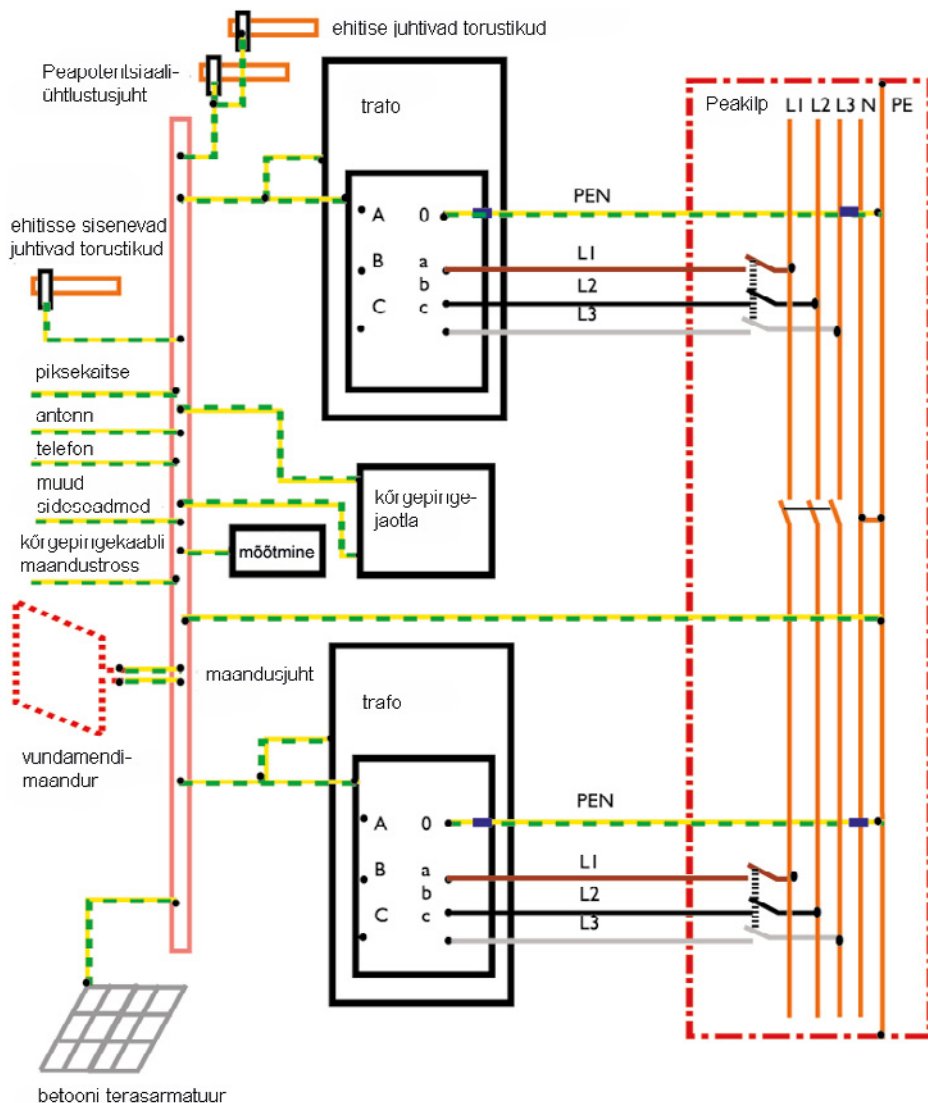 ehitise juhtivad torustikud
Peapotentsiaali-
ühtlustusjuht
trafo
Peakilp L1 L2 L3 N PE
A 0
PEN
B a
L1
b
L2
C c
L3
ehitisse sisenevad
juhtivad torustikud
piksekaitse
antenn
telefon
muud
sideseadmed
kõrgepingekaabli
maandustross
kõrgepinge-
jaotla
mõõtmine
maandusjuht
vundamendi-
maandur
trafo
A 0
PEN
B a
L1
b
L2
C c
L3
betooni terasarmatuur